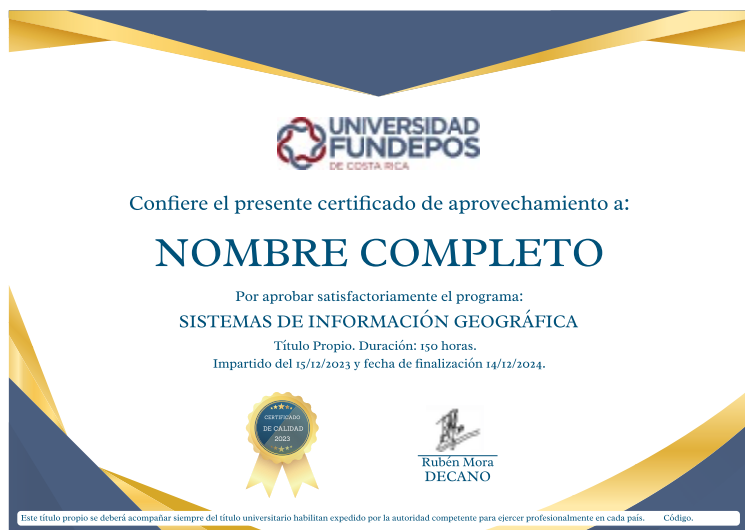 UNIVERSIDAD
FUNDEPOS
DE COSTA RICA
Confiere el presente certificado de aprovechamiento a:
NOMBRE COMPLETO
Por aprobar satisfactoriamente el programa:
SISTEMAS DE INFORMACIÓN GEOGRÁFICA
Título Propio. Duración: 150 horas.
Impartido del 15/12/2023 y fecha de finalización 14/12/2024.
CERTIFICADO
DE CALIDAD
2023
Rubén Mora
DECANO
Este título propio se deberá acompañar siempre del título universitario habilitan expedido por la autoridad competente para ejercer profesionalmente en cada país. Código.